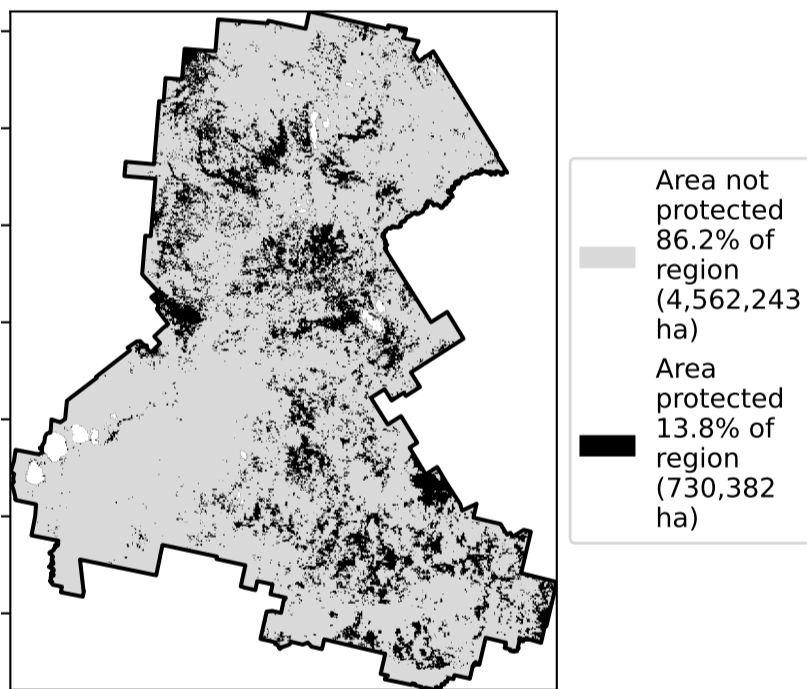 Area not
protected
86.2% of
region
(4,562,243
ha)
Area
protected
13.8% of
region
(730,382
ha)